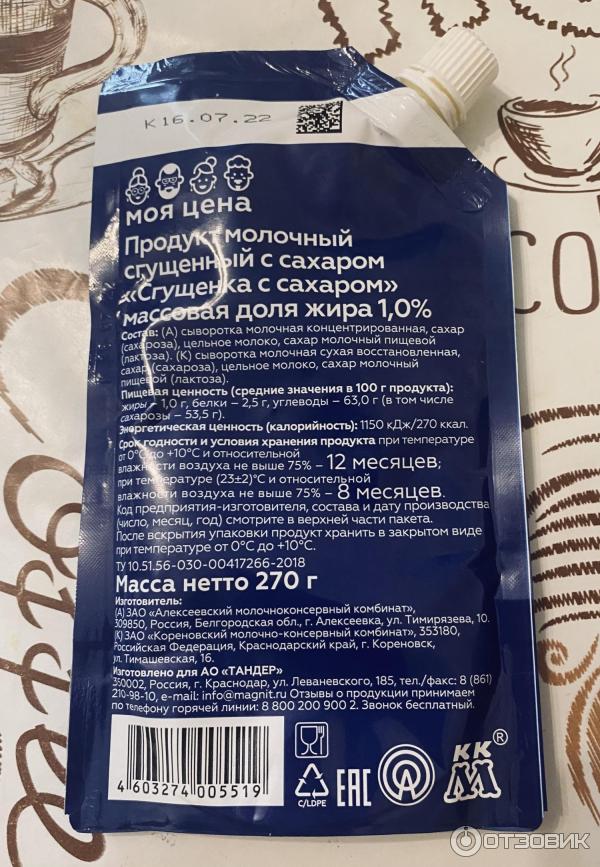 К 16.07.22
МОЯ ЦЕНА
Продукт молочный
сгущенный с сахаром
«Сгущенка с сахаром»
массовая доля жира 1,0%
Состав: (А) сыворотка молочная концентрированная, сахар
(сахароза), цельное молоко, сахар молочный пищевой
(лактоза). (К) сыворотка молочная сухая восстановленная,
сахар (сахароза), цельное молоко, сахар молочный
пищевой (лактоза).
Пищевая ценность (средние значения в 100 г продукта):
жиры – 1,0 г, белки – 2,5 г, углеводы – 63,0 г (в том числе
сахарозы – 53,5 г).
Энергетическая ценность (калорийность): 1150 кДж/270 ккал.
Срок годности и условия хранения продукта при температуре
от 0°С до +10°С и относительной
влажности воздуха не выше 75% – 12 месяцев;
при температуре (23±2)°С и относительной
влажности воздуха не выше 75% – 8 месяцев.
Код предприятия-изготовителя, состава и дату производства
(число, месяц, год) смотрите в верхней части пакета.
После вскрытия упаковки продукт хранить в закрытом виде
при температуре от 0°С до +10°С.
ТУ 10.51.56-030-00417266-2018
Масса нетто 270 г
Изготовитель:
(А) ЗАО «Алексеевский молочноконсервный комбинат»,
309850, Россия, Белгородская обл., г. Алексеевка, ул. Тимирязева, 10.
(К) ЗАО «Кореновский молочно-консервный комбинат», 353180,
Российская Федерация, Краснодарский край, г. Кореновск,
ул. Тимашевская, 16.
Изготовлено для АО «ТАНДЕР»
350002, Россия, г. Краснодар, ул. Леваневского, 185, тел./факс: 8 (861)
210-98-10, e-mail: info@magnit.ru Отзывы о продукции принимаем
по телефону горячей линии: 8 800 200 900 2. Звонок бесплатный.
4 603274 005519
C/LDPE
EAC
КК
М ®
ОТЗОВИК